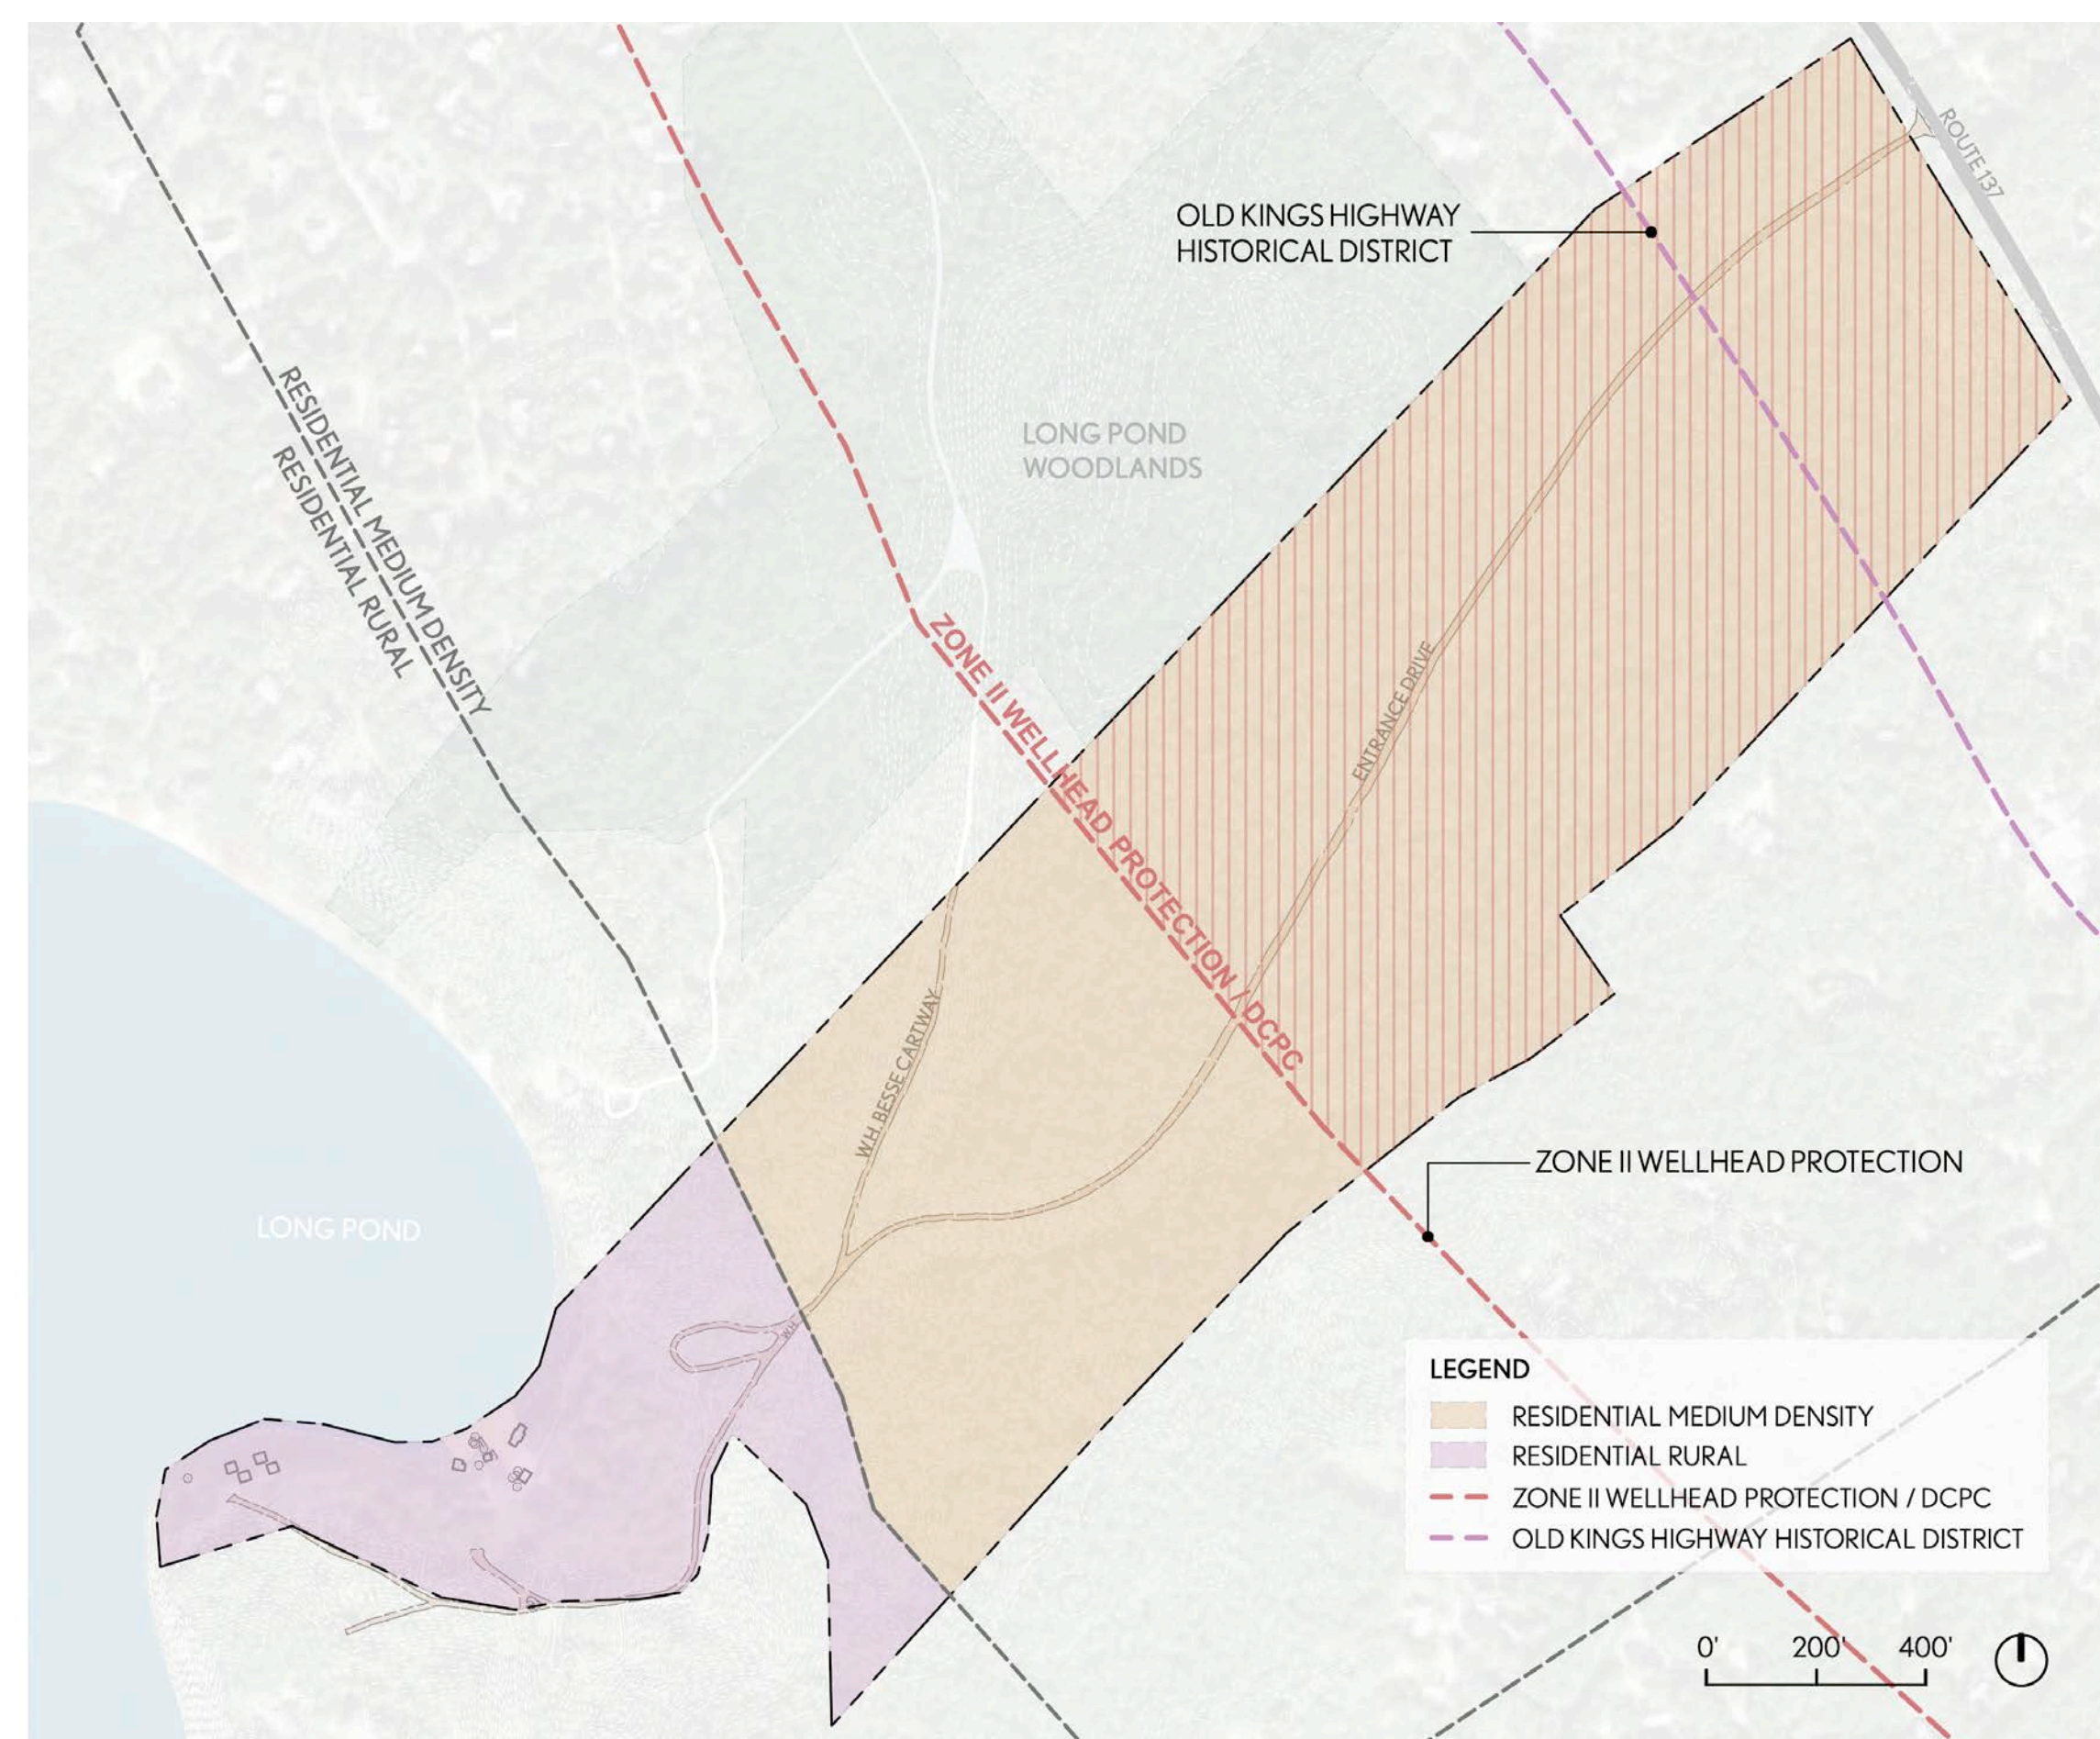 ROUTE 137
OLD KINGS HIGHWAY
HISTORICAL DISTRICT
RESIDENTIAL MEDIUM DENSITY
RESIDENTIAL RURAL
LONG POND
WOODLANDS
ZONE II WELLHEAD PROTECTION / DCPC
ENTRANCE DRIVE
W.H. BESSE CARTWAY
ZONE II WELLHEAD PROTECTION
LONG POND
W.H.
LEGEND
RESIDENTIAL MEDIUM DENSITY
RESIDENTIAL RURAL
ZONE II WELLHEAD PROTECTION / DCPC
OLD KINGS HIGHWAY HISTORICAL DISTRICT
0' 200' 400'